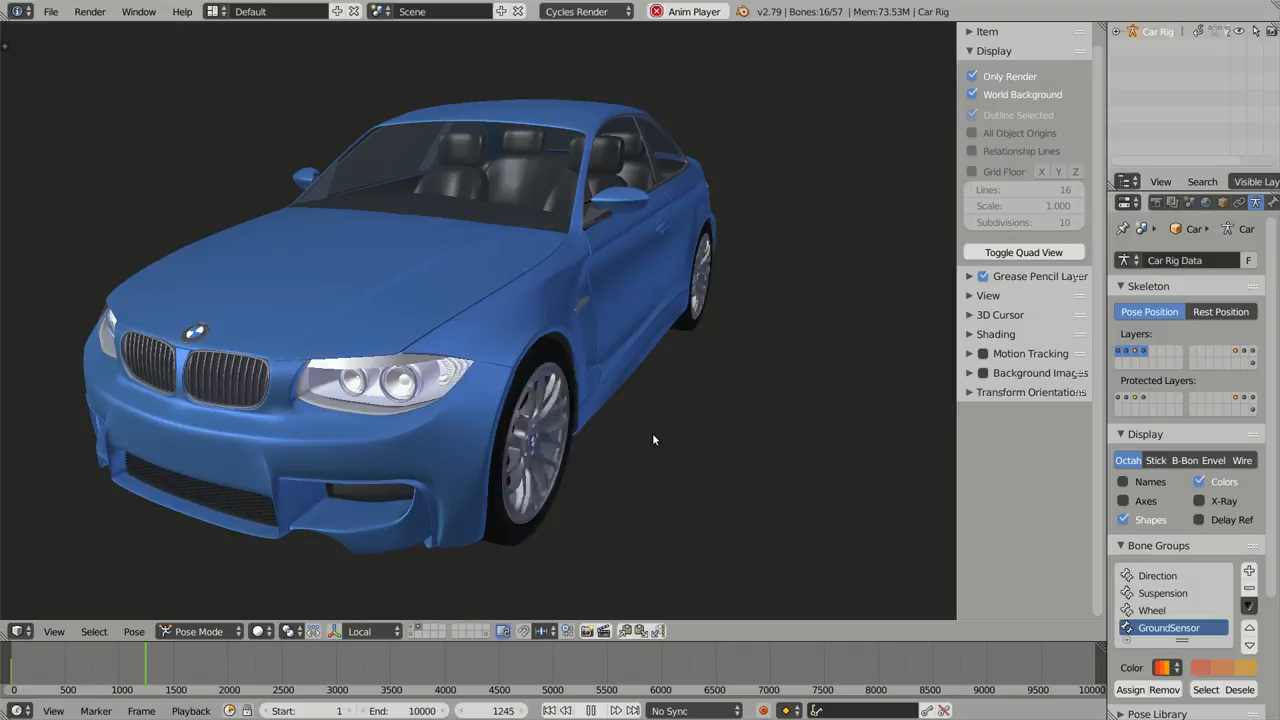 File Render Window Help Default Scene Cycles Render Anim Player v2.79 | Bones:16/57 | Mem:73.53M | Car Rig
Item
Display
Only Render
World Background
Outline Selected
All Object Origins
Relationship Lines
Grid Floor X Y Z
Lines: 16
Scale: 1.000
Subdivisions: 10
Toggle Quad View
Grease Pencil Layer
View
3D Cursor
Shading
Motion Tracking
Background Images
Transform Orientations
Car Rig
View Search Visible Lay
Car Car
Car Rig Data F
Skeleton
Pose Position Rest Position
Layers:
Protected Layers:
Display
Octah Stick B-Bon Envel Wire
Names Colors
Axes X-Ray
Shapes Delay Ref
Bone Groups
Direction
Suspension
Wheel
GroundSensor
Color
Assign Remov Select Desele
Pose Library
View Select Pose Pose Mode Local
0 500 1000 1500 2000 2500 3000 3500 4000 4500 5000 5500 6000 6500 7000 7500 8000 8500 9000 9500 10000
View Marker Frame Playback Start: 1 End: 10000 1245 No Sync